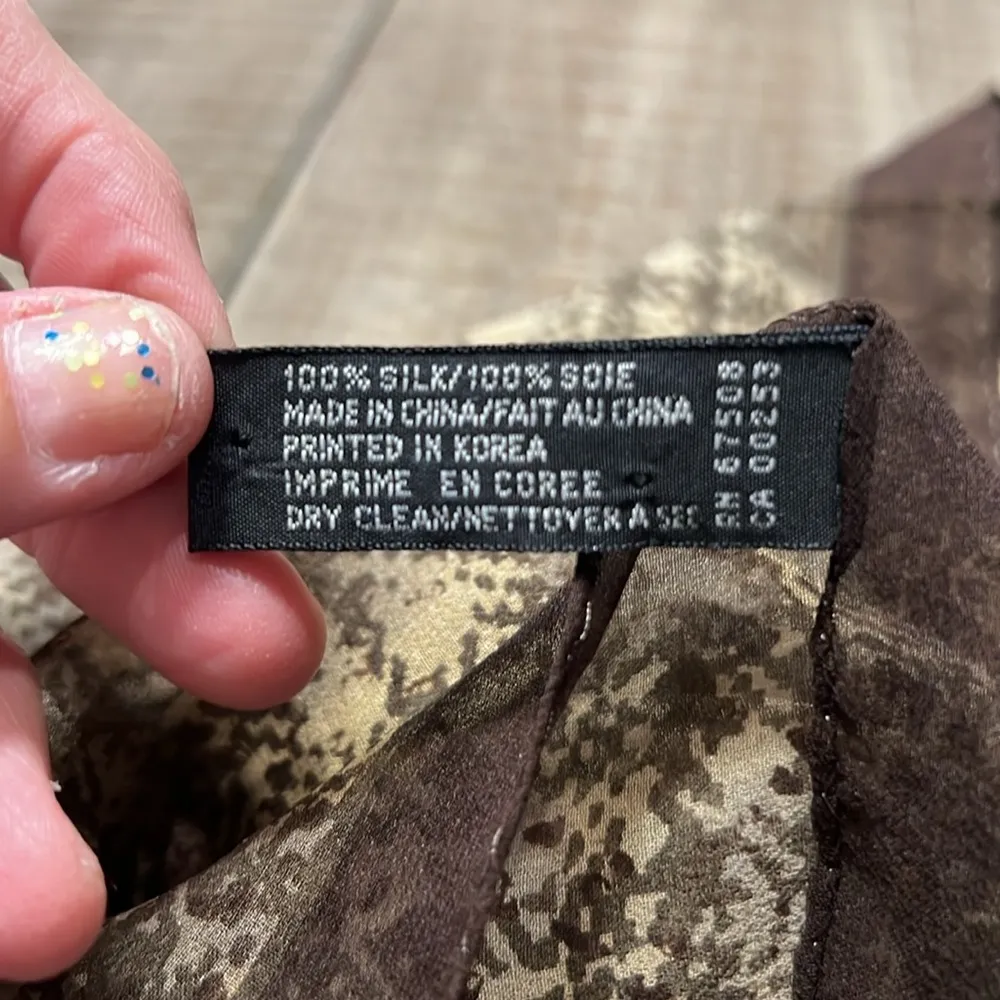 100% SILK/100% SOIE
MADE IN CHINA/FAIT AU CHINA
PRINTED IN KOREA
IMPRIME EN COREE
DRY CLEAN/NETTOYER A SEC
RN 67508
CA 00253